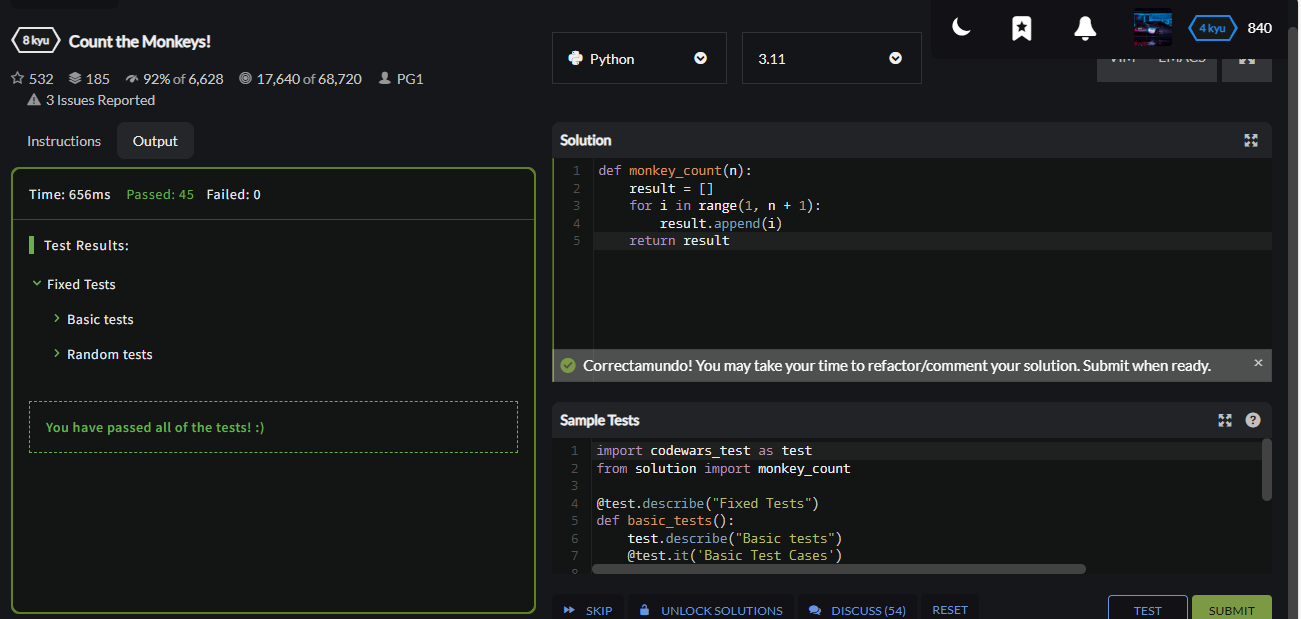 8 kyu Count the Monkeys!
532 185 92% of 6,628 17,640 of 68,720 PG1
3 Issues Reported
Instructions Output
Time: 656ms Passed: 45 Failed: 0
Test Results:
Fixed Tests
Basic tests
Random tests
You have passed all of the tests! :)
4 kyu 840
Python 3.11
VIM EMACS
Solution
1 def monkey_count(n):
2 result = []
3 for i in range(1, n + 1):
4 result.append(i)
5 return result
Correctamundo! You may take your time to refactor/comment your solution. Submit when ready. ×
Sample Tests ?
1 import codewars_test as test
2 from solution import monkey_count
3
4 @test.describe("Fixed Tests")
5 def basic_tests():
6 test.describe("Basic tests")
7 @test.it('Basic Test Cases')
8
SKIP UNLOCK SOLUTIONS DISCUSS (54) RESET TEST SUBMIT